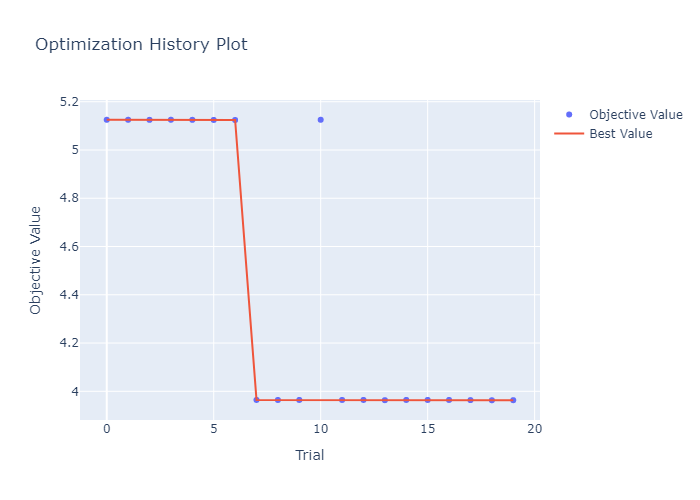 Optimization History Plot
Objective Value
Best Value
5.2
5
4.8
4.6
4.4
4.2
4
Objective Value
0
5
10
15
20
Trial